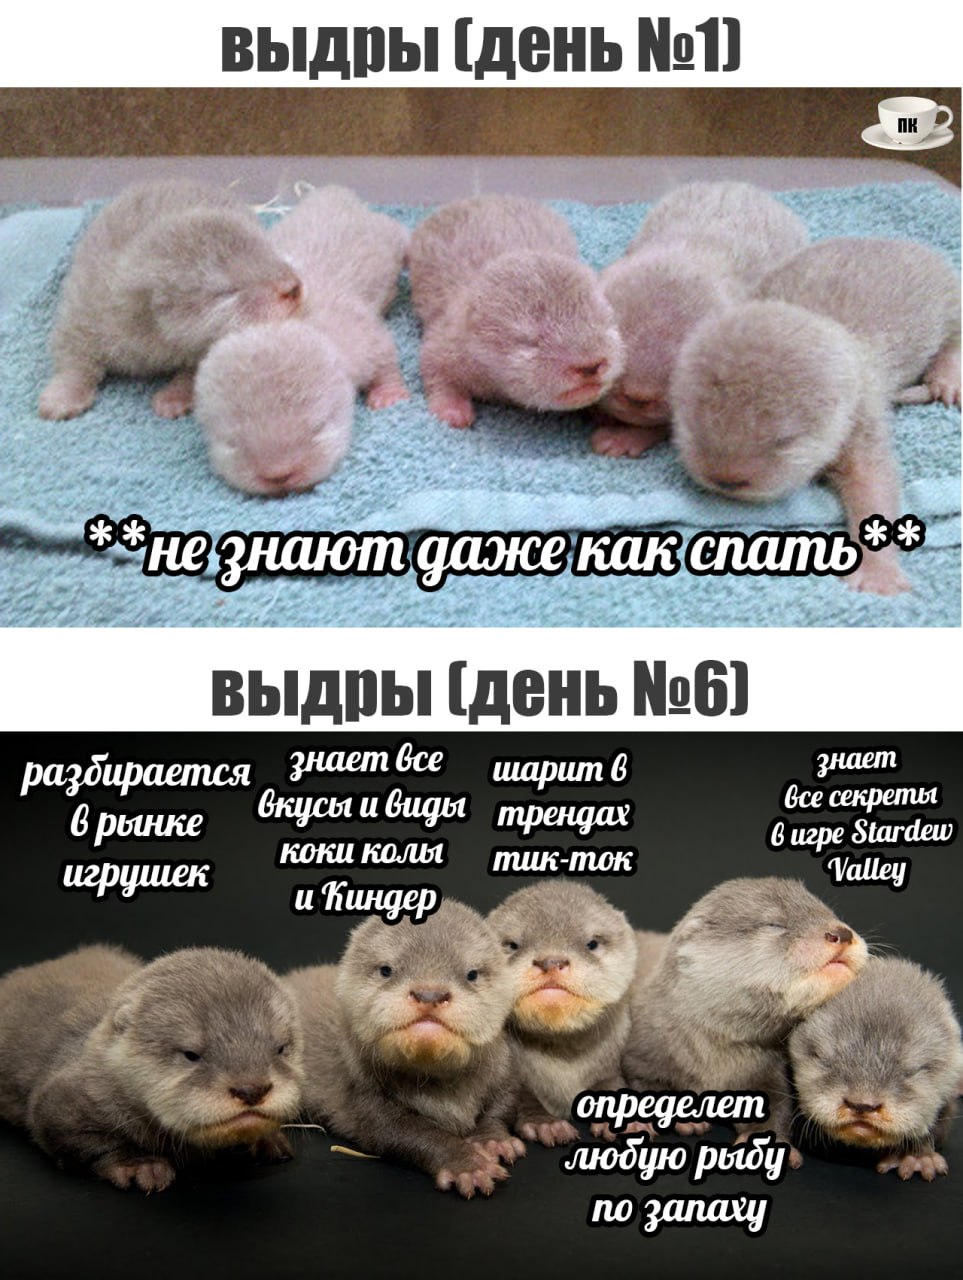 выдры (день №1)
ПК
**не знают даже как спать**
выдры (день №6)
разбирается
в рынке
игрушек
знает все
вкусы и виды
коки колы
и Киндер
шарит в
трендах
тик-ток
знает
все секреты
в игре Stardew
Valley
определет
любую рыбу
по запаху